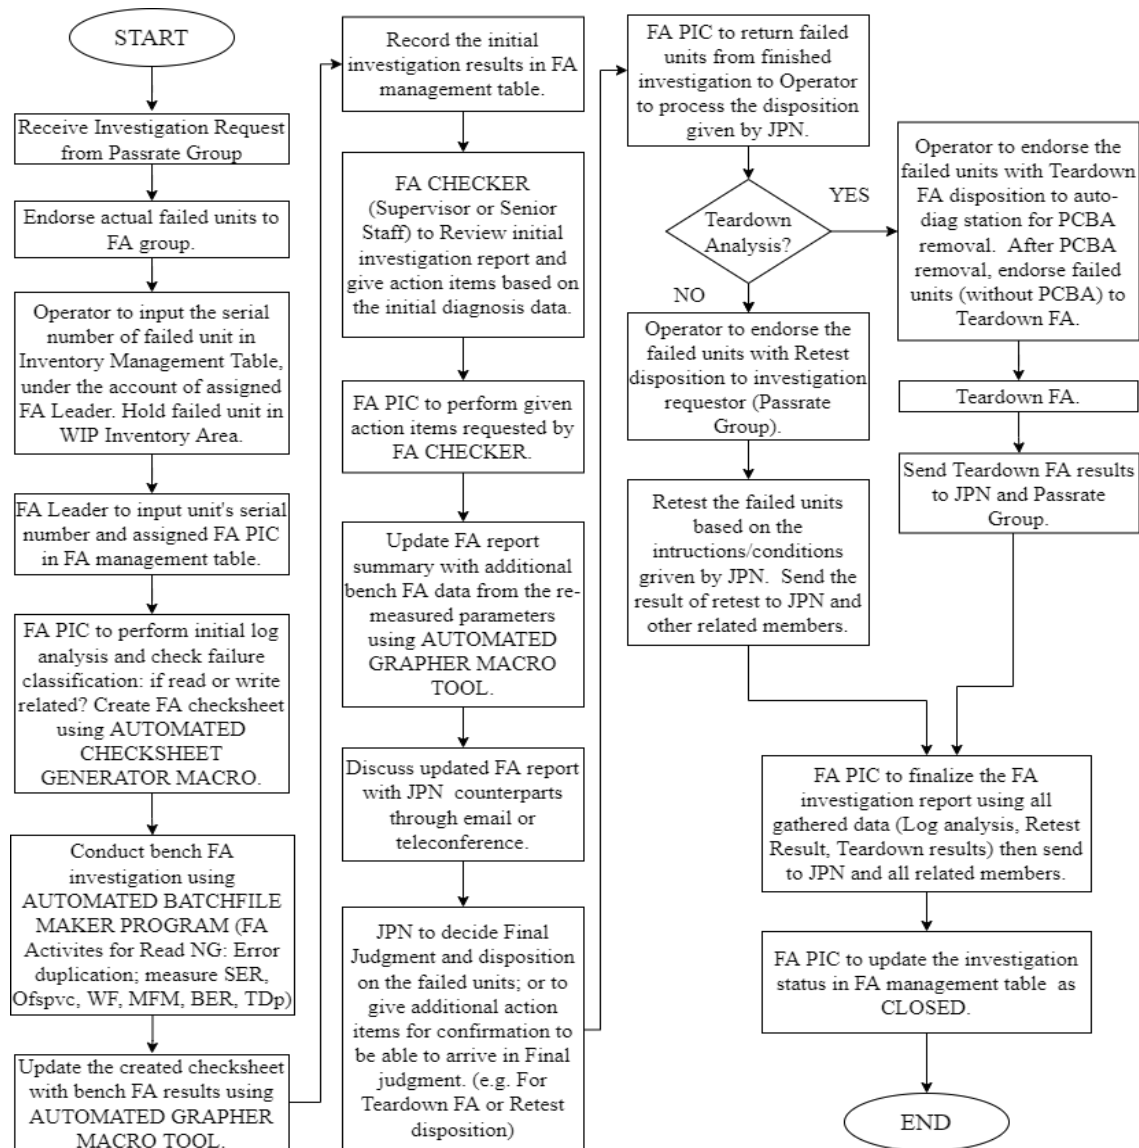 START
Receive Investigation Request
from Passrate Group
Endorse actual failed units to
FA group.
Operator to input the serial
number of failed unit in
Inventory Management Table,
under the account of assigned
FA Leader. Hold failed unit in
WIP Inventory Area.
FA Leader to input unit's serial
number and assigned FA PIC
in FA management table.
FA PIC to perform initial log
analysis and check failure
classification: if read or write
related? Create FA checksheet
using AUTOMATED
CHECKSHEET
GENERATOR MACRO.
Conduct bench FA
investigation using
AUTOMATED BATCHFILE
MAKER PROGRAM (FA
Activites for Read NG: Error
duplication; measure SER,
Ofspvc, WF, MFM, BER, TDp)
Update the created checksheet
with bench FA results using
AUTOMATED GRAPHER
MACRO TOOL.
Record the initial
investigation results in FA
management table.
FA CHECKER
(Supervisor or Senior
Staff) to Review initial
investigation report and
give action items based on
the initial diagnosis data.
FA PIC to perform given
action items requested by
FA CHECKER.
Update FA report
summary with additional
bench FA data from the re-
measured parameters
using AUTOMATED
GRAPHER MACRO
TOOL.
Discuss updated FA report
with JPN counterparts
through email or
teleconference.
JPN to decide Final
Judgment and disposition
on the failed units; or to
give additional action
items for confirmation to
be able to arrive in Final
judgment. (e.g. For
Teardown FA or Retest
disposition)
FA PIC to return failed
units from finished
investigation to Operator
to process the disposition
given by JPN.
Teardown
Analysis?
YES
NO
Operator to endorse the
failed units with Teardown
FA disposition to auto-
diag station for PCBA
removal. After PCBA
removal, endorse failed
units (without PCBA) to
Teardown FA.
Teardown FA.
Send Teardown FA results
to JPN and Passrate
Group.
Operator to endorse the
failed units with Retest
disposition to investigation
requestor (Passrate
Group).
Retest the failed units
based on the
intructions/conditions
griven by JPN. Send the
result of retest to JPN and
other related members.
FA PIC to finalize the FA
investigation report using all
gathered data (Log analysis, Retest
Result, Teardown results) then send
to JPN and all related members.
FA PIC to update the investigation
status in FA management table as
CLOSED.
END